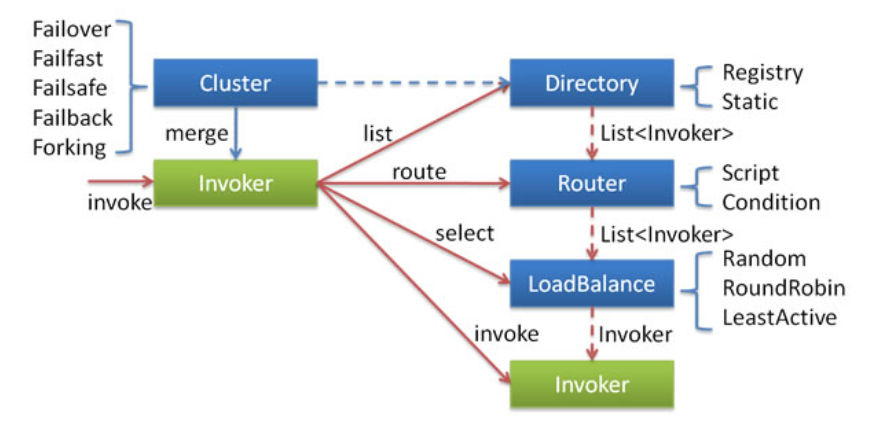 Failover
Failfast
Failsafe
Failback
Forking
Cluster
Directory
Registry
Static
merge
list
List<Invoker>
invoke
Invoker
route
Router
Script
Condition
select
List<Invoker>
LoadBalance
Random
RoundRobin
LeastActive
invoke
Invoker
Invoker